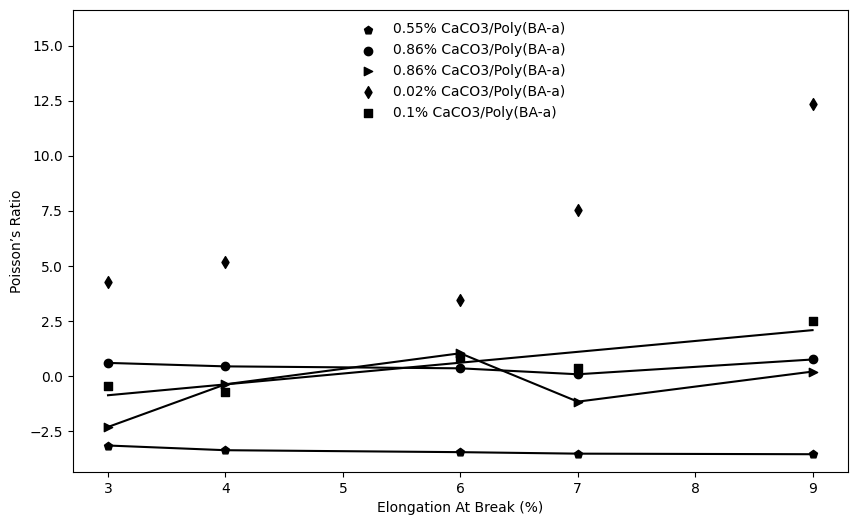 0.55% CaCO3/Poly(BA-a)
0.86% CaCO3/Poly(BA-a)
0.86% CaCO3/Poly(BA-a)
0.02% CaCO3/Poly(BA-a)
0.1% CaCO3/Poly(BA-a)
15.0
12.5
10.0
7.5
5.0
2.5
0.0
−2.5
Poisson’s Ratio
3 4 5 6 7 8 9
Elongation At Break (%)